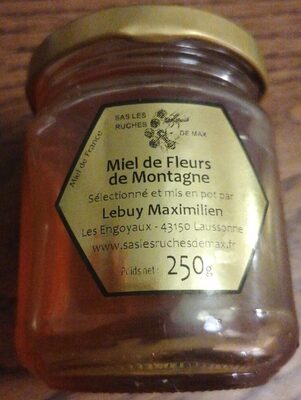 SAS LES
RUCHES
DE MAX
Miel de France
Miel de Fleurs
de Montagne
Sélectionné et mis en pot par
Lebuy Maximilien
Les Engoyaux - 43150 Laussonne
www.saslesruchesdemax.fr
Poids net : 250g